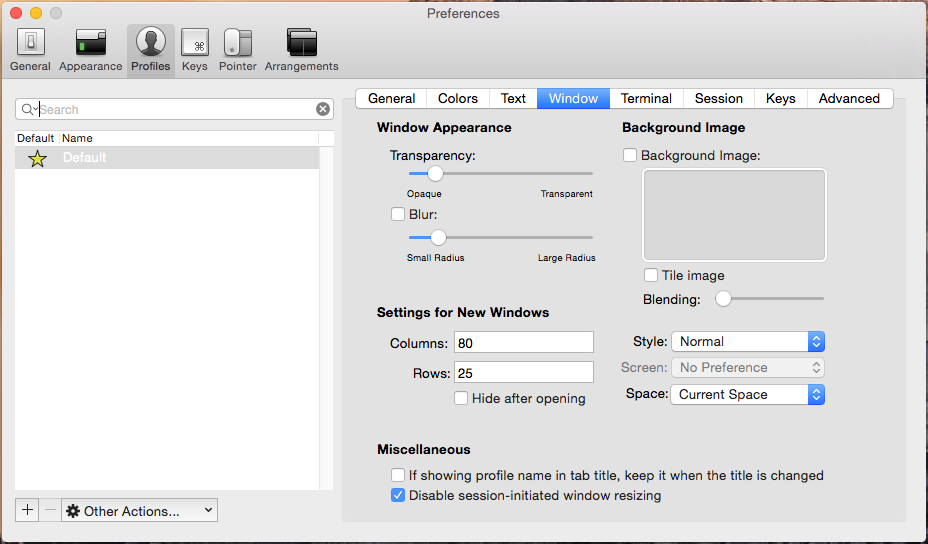 Preferences
General Appearance Profiles Keys Pointer Arrangements
Search
Default Name
Default
Other Actions...
General Colors Text Window Terminal Session Keys Advanced
Window Appearance
Transparency:
Opaque Transparent
Blur:
Small Radius Large Radius
Background Image
Background Image:
Tile image
Blending:
Settings for New Windows
Columns: 80
Rows: 25
Hide after opening
Style: Normal
Screen: No Preference
Space: Current Space
Miscellaneous
If showing profile name in tab title, keep it when the title is changed
Disable session-initiated window resizing